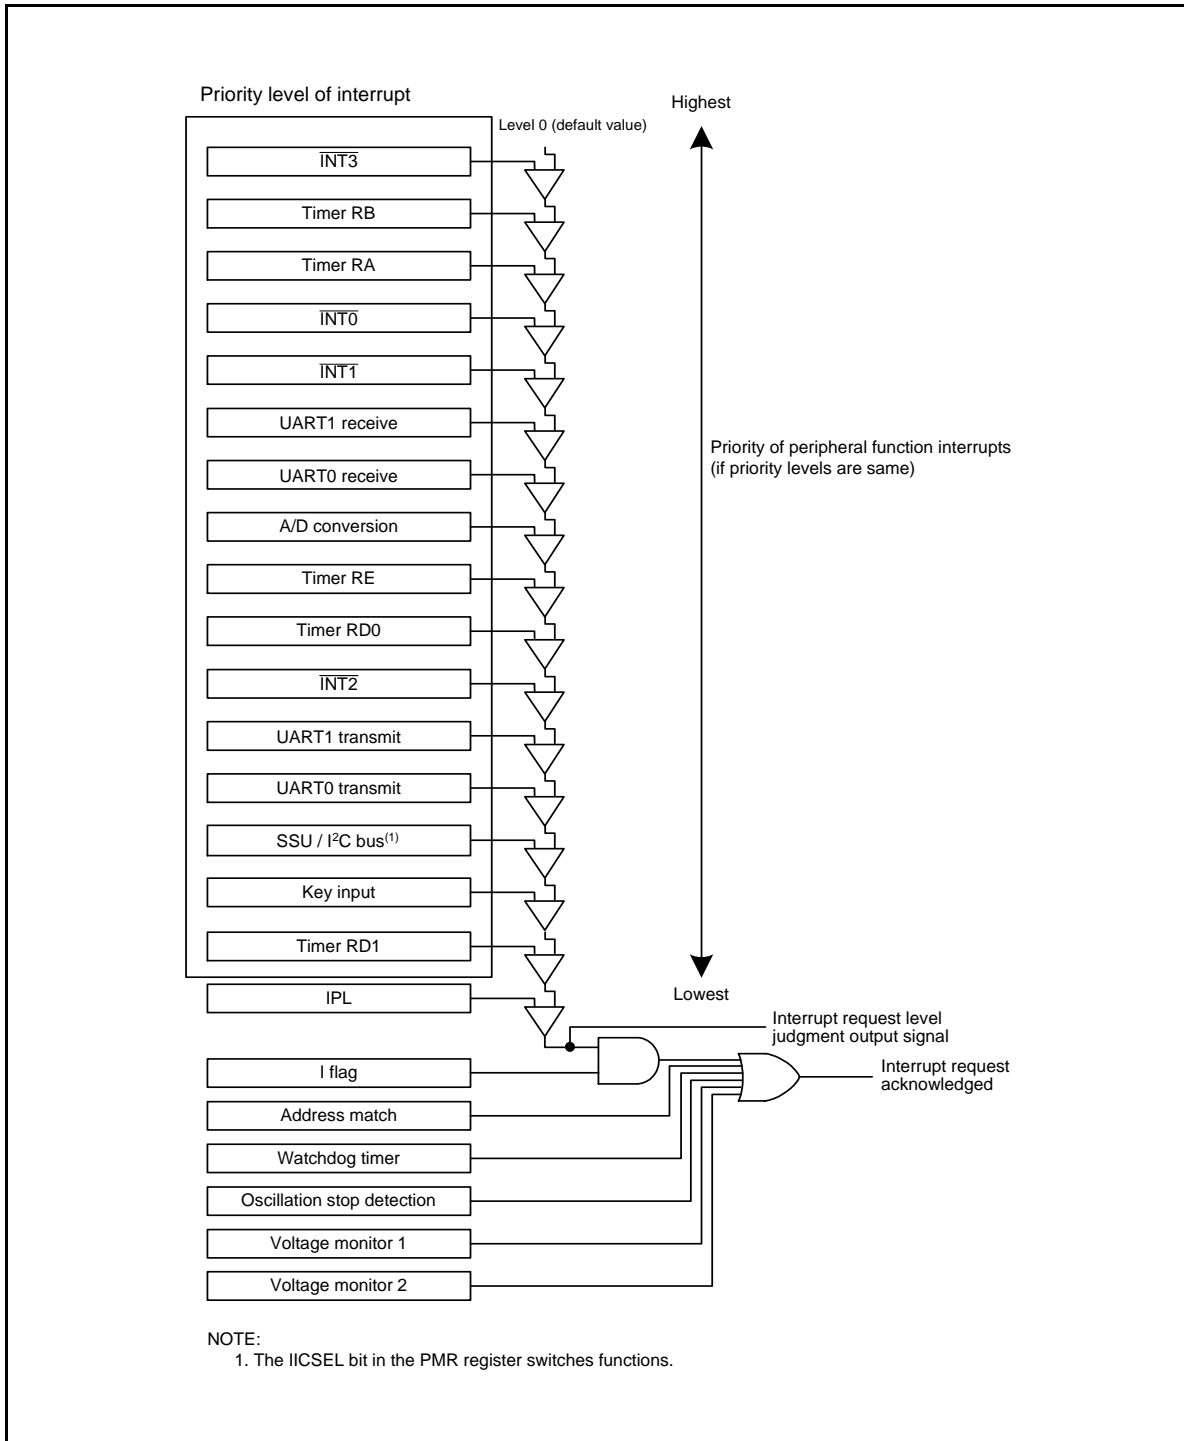 Priority level of interrupt
Highest
Level 0 (default value)
INT3
Timer RB
Timer RA
INT0
INT1
UART1 receive
Priority of peripheral function interrupts
(if priority levels are same)
UART0 receive
A/D conversion
Timer RE
Timer RD0
INT2
UART1 transmit
UART0 transmit
SSU / I²C bus⁽¹⁾
Key input
Timer RD1
Lowest
IPL
Interrupt request level
judgment output signal
I flag
Interrupt request
acknowledged
Address match
Watchdog timer
Oscillation stop detection
Voltage monitor 1
Voltage monitor 2
NOTE:
1. The IICSEL bit in the PMR register switches functions.